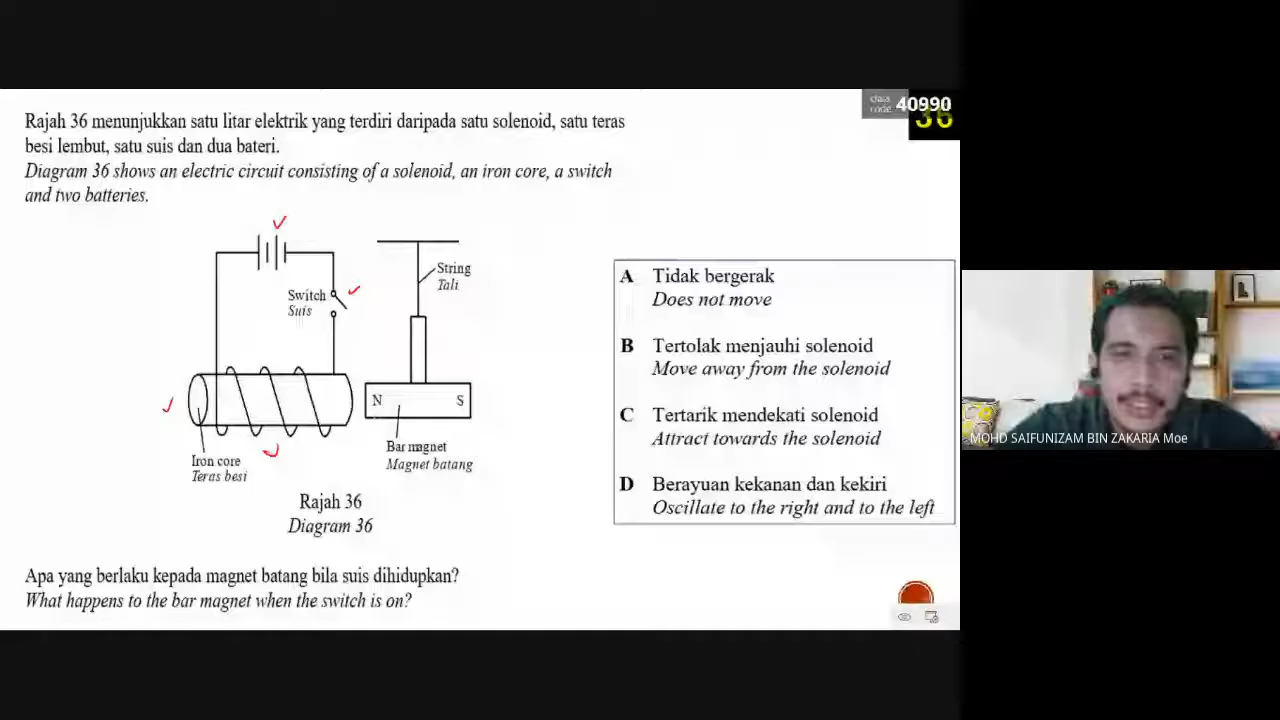 data
node
40990
36
Rajah 36 menunjukkan satu litar elektrik yang terdiri daripada satu solenoid, satu teras
besi lembut, satu suis dan dua bateri.
Diagram 36 shows an electric circuit consisting of a solenoid, an iron core, a switch
and two batteries.
String
Tali
Switch
Suis
N
S
Bar magnet
Magnet batang
Iron core
Teras besi
Rajah 36
Diagram 36
A Tidak bergerak
Does not move
B Tertolak menjauhi solenoid
Move away from the solenoid
C Tertarik mendekati solenoid
Attract towards the solenoid
D Berayuan kekanan dan kekiri
Oscillate to the right and to the left
Apa yang berlaku kepada magnet batang bila suis dihidupkan?
What happens to the bar magnet when the switch is on?
MOHD SAIFUNIZAM BIN ZAKARIA Moe